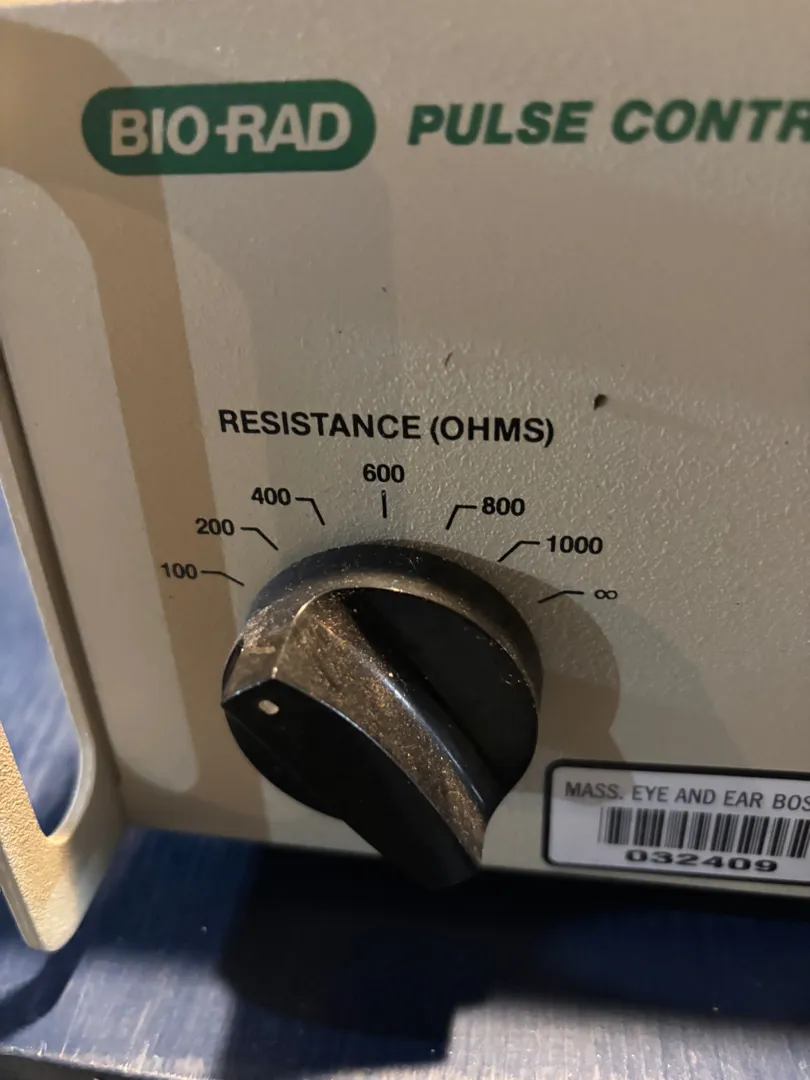 BIO-RAD PULSE CONTR
RESISTANCE (OHMS)
600
400 800
200 1000
100 ∞
MASS. EYE AND EAR BOS
032409